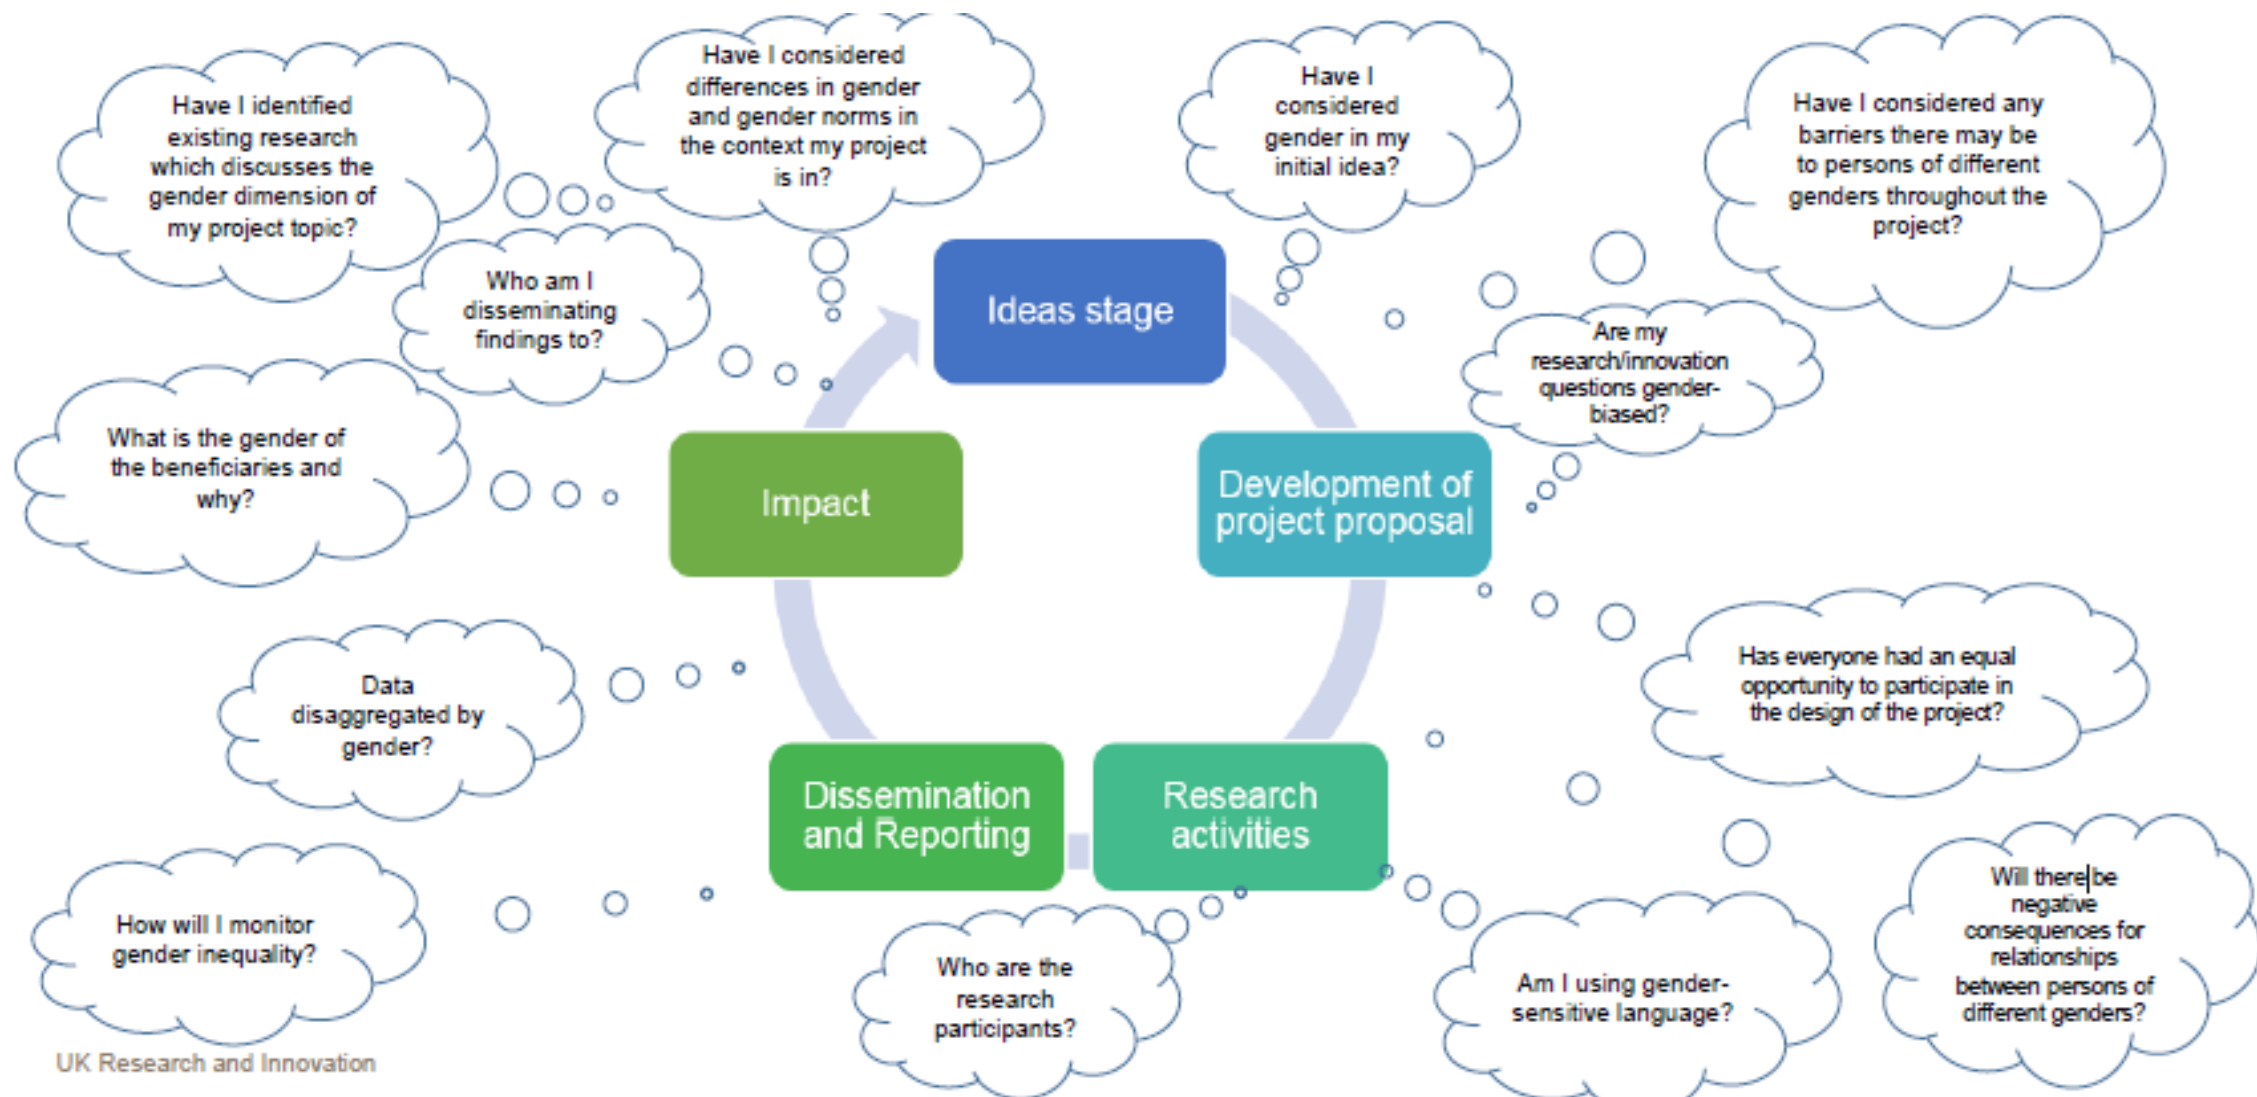 Have I identified
existing research
which discusses the
gender dimension of
my project topic?
Have I considered
differences in gender
and gender norms in
the context my project
is in?
Have I
considered
gender in my
initial idea?
Have I considered any
barriers there may be
to persons of different
genders throughout the
project?
Who am I
disseminating
findings to?
Ideas stage
Are my
research/innovation
questions gender-
biased?
What is the gender of
the beneficiaries and
why?
Impact
Development of
project proposal
Data
disaggregated by
gender?
Has everyone had an equal
opportunity to participate in
the design of the project?
Dissemination
and Reporting
Research
activities
How will I monitor
gender inequality?
Who are the
research
participants?
Am I using gender-
sensitive language?
Will there be
negative
consequences for
relationships
between persons of
different genders?
UK Research and Innovation